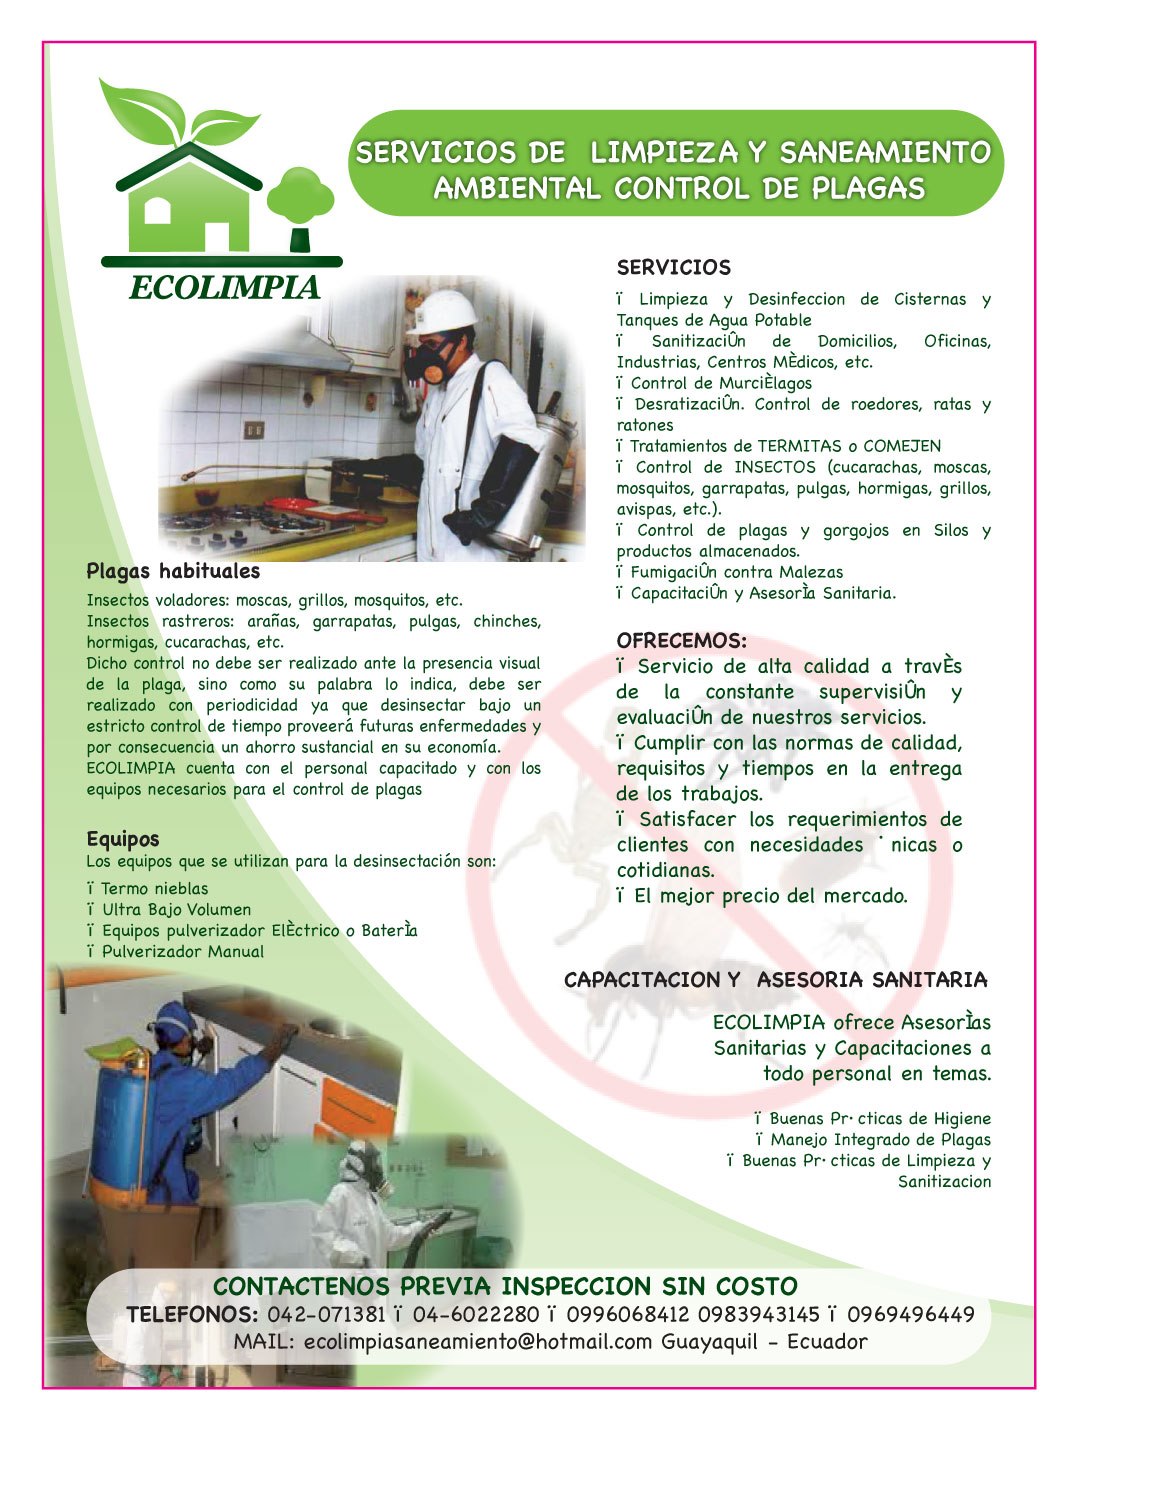 SERVICIOS DE LIMPIEZA Y SANEAMIENTO
AMBIENTAL CONTROL DE PLAGAS
ECOLIMPIA
SERVICIOS
ï Limpieza y Desinfeccion de Cisternas y
Tanques de Agua Potable
ï SanitizaciÛn de Domicilios, Oficinas,
Industrias, Centros MÈdicos, etc.
ï Control de MurciÈlagos
ï DesratizaciÛn. Control de roedores, ratas y
ratones
ï Tratamientos de TERMITAS o COMEJEN
ï Control de INSECTOS (cucarachas, moscas,
mosquitos, garrapatas, pulgas, hormigas, grillos,
avispas, etc.).
ï Control de plagas y gorgojos en Silos y
productos almacenados.
ï FumigaciÛn contra Malezas
ï CapacitaciÛn y AsesorÌa Sanitaria.
Plagas habituales
Insectos voladores: moscas, grillos, mosquitos, etc.
Insectos rastreros: arañas, garrapatas, pulgas, chinches,
hormigas, cucarachas, etc.
Dicho control no debe ser realizado ante la presencia visual
de la plaga, sino como su palabra lo indica, debe ser
realizado con periodicidad ya que desinsectar bajo un
estricto control de tiempo proveerá futuras enfermedades y
por consecuencia un ahorro sustancial en su economía.
ECOLIMPIA cuenta con el personal capacitado y con los
equipos necesarios para el control de plagas
Equipos
Los equipos que se utilizan para la desinsectación son:
ï Termo nieblas
ï Ultra Bajo Volumen
ï Equipos pulverizador ElÈctrico o BaterÌa
ï Pulverizador Manual
OFRECEMOS:
ï Servicio de alta calidad a travÈs
de la constante supervisiÛn y
evaluaciÛn de nuestros servicios.
ï Cumplir con las normas de calidad,
requisitos y tiempos en la entrega
de los trabajos.
ï Satisfacer los requerimientos de
clientes con necesidades ˙nicas o
cotidianas.
ï El mejor precio del mercado.
CAPACITACION Y ASESORIA SANITARIA
ECOLIMPIA ofrece AsesorÌas
Sanitarias y Capacitaciones a
todo personal en temas.
ï Buenas Pr·cticas de Higiene
ï Manejo Integrado de Plagas
ï Buenas Pr·cticas de Limpieza y
Sanitizacion
CONTACTENOS PREVIA INSPECCION SIN COSTO
TELEFONOS: 042-071381 ï 04-6022280 ï 0996068412 0983943145 ï 0969496449
MAIL: ecolimpiasaneamiento@hotmail.com Guayaquil - Ecuador